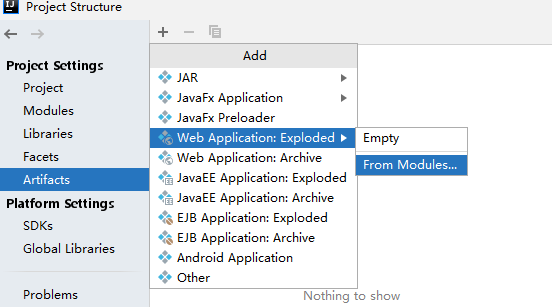 IJ Project Structure
Project Settings
Project
Modules
Libraries
Facets
Artifacts
Platform Settings
SDKs
Global Libraries
Problems
Add
JAR
JavaFx Application
JavaFx Preloader
Web Application: Exploded
Web Application: Archive
JavaEE Application: Exploded
JavaEE Application: Archive
EJB Application: Exploded
EJB Application: Archive
Android Application
Other
Empty
From Modules...
Nothing to show